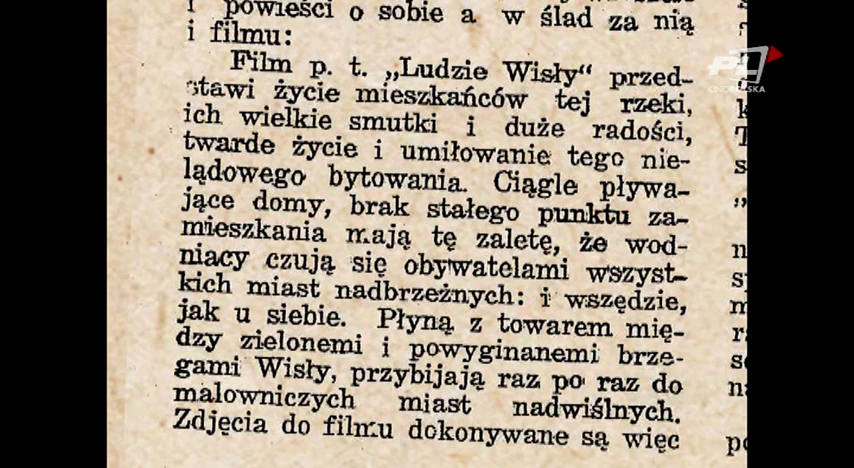 i powieści o sobie a w ślad za nią
i filmu:
Film p. t. „Ludzie Wisły" przed-
stawi życie mieszkańców tej rzeki,
ich wielkie smutki i duże radości,
twarde życie i umiłowanie tego nie-
lądowego bytowania. Ciągle pływa-
jące domy, brak stałego punktu za-
mieszkania mają tę zaletę, że wod-
niacy czują się obywatelami wszyst-
kich miast nadbrzeżnych: i wszędzie,
jak u siebie. Płyną z towarem mię-
dzy zielonemi i powyginanemi brze-
gami Wisły, przybijają raz po raz do
malowniczych miast nadwiślnych.
Zdjęcia do filmu dokonywane są więc